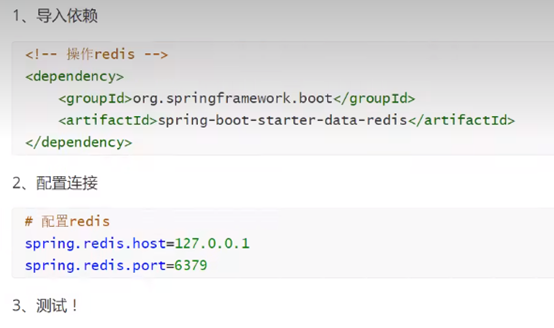 1、导入依赖
<!-- 操作redis -->
<dependency>
    <groupId>org.springframework.boot</groupId>
    <artifactId>spring-boot-starter-data-redis</artifactId>
</dependency>
2、配置连接
# 配置redis
spring.redis.host=127.0.0.1
spring.redis.port=6379
3、测试！